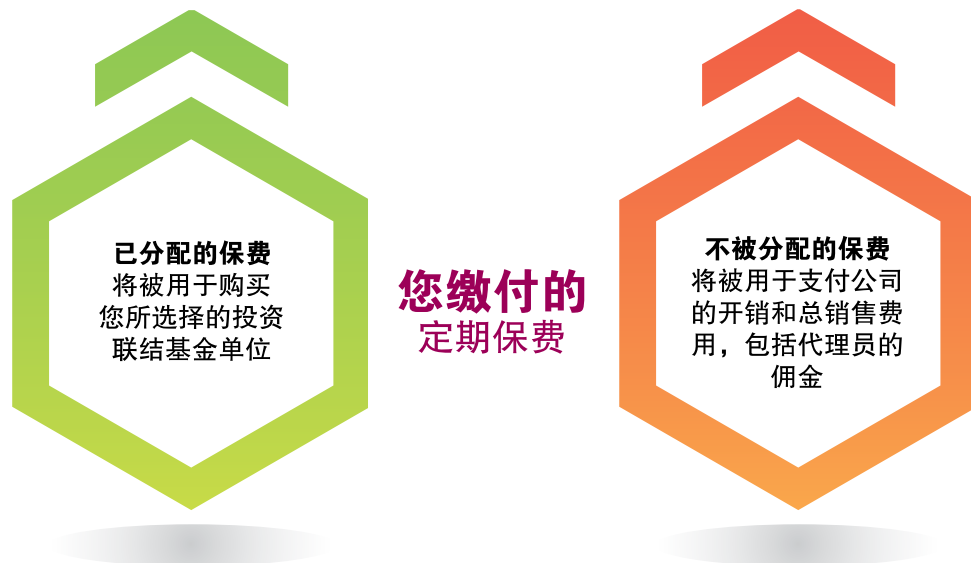 已分配的保费
将被用于购买
您所选择的投资
联结基金单位
您缴付的
定期保费
不被分配的保费
将被用于支付公司
的开销和总销售费
用，包括代理员的
佣金